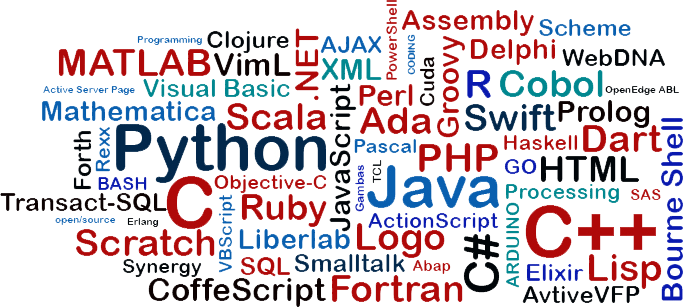 Programming
Clojure
AJAX
PowerShell
Assembly
Scheme
MATLAB
VimL
.NET
XML
CODING
Cuda
Groovy
Delphi
WebDNA
Active Server Page
Visual Basic
Perl
R
Cobol
OpenEdge ABL
Mathematica
Scala
JavaScript
Ada
Swift
Prolog
Forth
Rexx
Python
Pascal
PHP
Haskell
Dart
Bourne Shell
BASH
Objective-C
Gambas
TCL
Java
GO
HTML
Transact-SQL
C
Ruby
Processing
SAS
open/source
Erlang
VBScript
ActionScript
C#
ARDUINO
C++
Scratch
Liberlab
Logo
Synergy
SQL
Smalltalk
Abap
Elixir
Lisp
CoffeScript
Fortran
AvtiveVFP